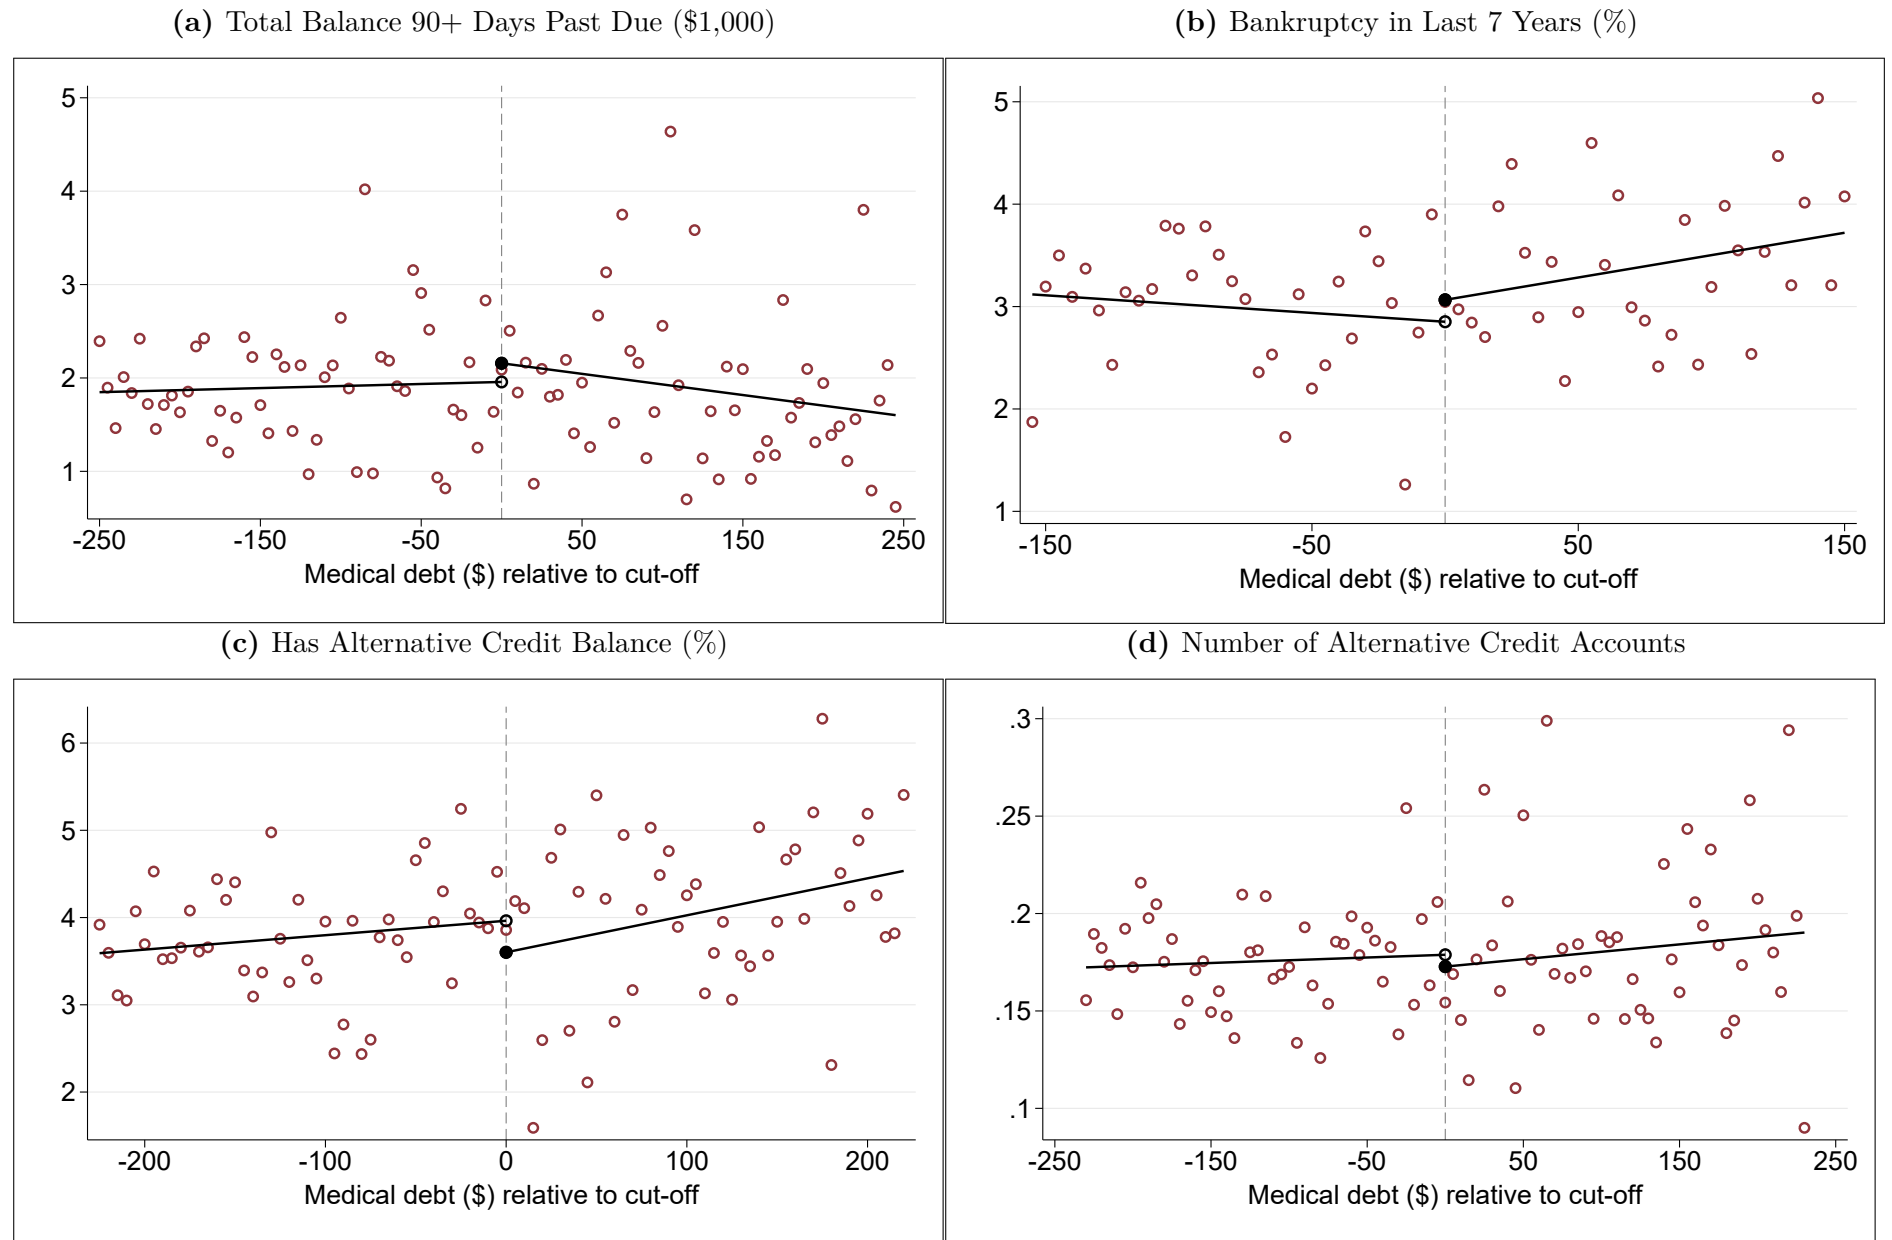 (a) Total Balance 90+ Days Past Due ($1,000)
5
4
3
2
1
-250 -150 -50 50 150 250
Medical debt ($) relative to cut-off
(b) Bankruptcy in Last 7 Years (%)
5
4
3
2
1
-150 -50 50 150
Medical debt ($) relative to cut-off
(c) Has Alternative Credit Balance (%)
6
5
4
3
2
-200 -100 0 100 200
Medical debt ($) relative to cut-off
(d) Number of Alternative Credit Accounts
.3
.25
.2
.15
.1
-250 -150 -50 50 150 250
Medical debt ($) relative to cut-off